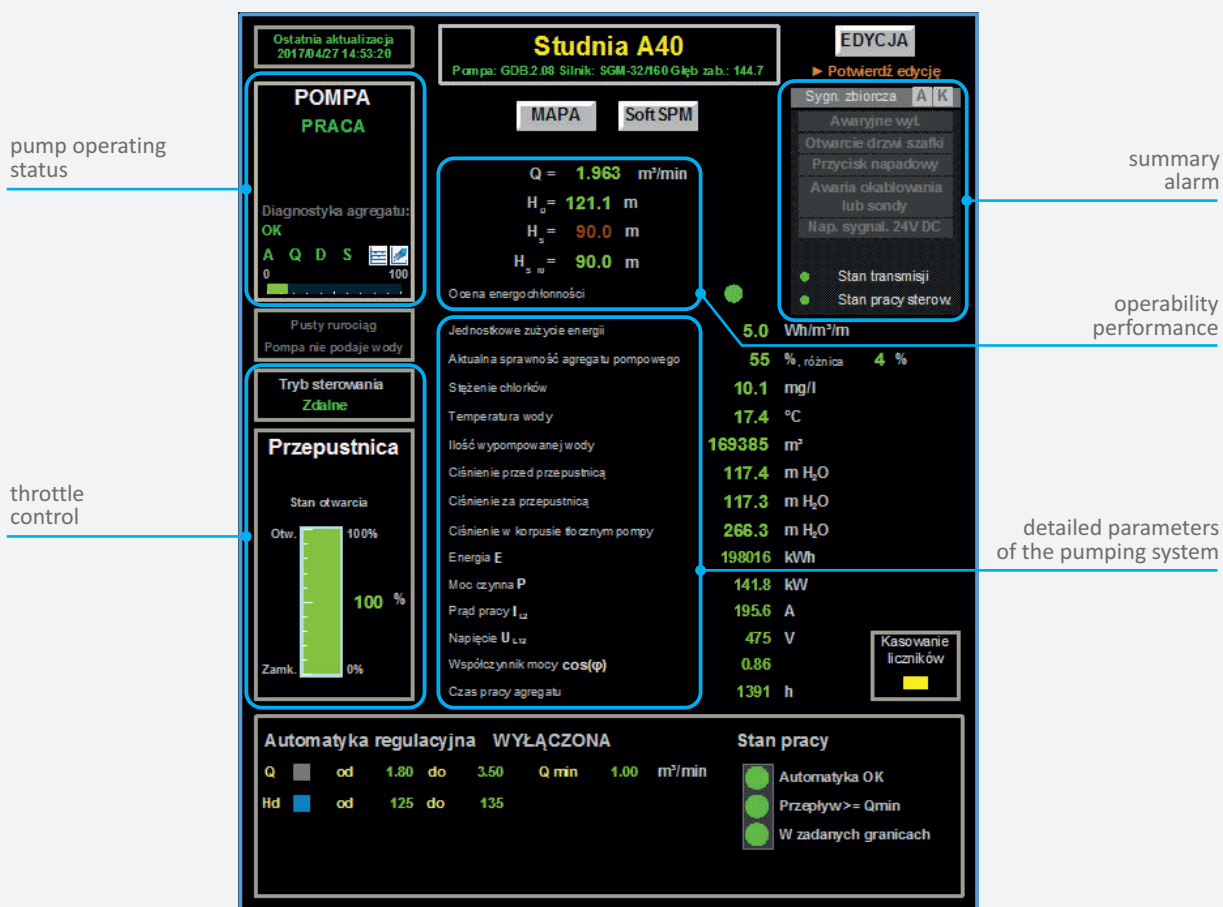 Ostatnia aktualizacja
2017/04/27 14:53:20
Studnia A40
Pompa: GDB.2.08 Silnik: SGM-32/160 Głęb zab.: 144.7
EDYCJA
► Potwierdź edycję
POMPA
PRACA
Diagnostyka agregatu:
OK
A Q D S
0 100
pump operating
status
MAPA
Soft SPM
Sygn. zbiorcza A K
Awaryjne wył.
Otwarcie drzwi szafki
Przycisk napadowy
Awaria okablowania
lub sondy
Nap. sygnal. 24V DC
Stan transmisji
Stan pracy sterow.
summary
alarm
Q = 1.963 m³/min
Hu = 121.1 m
Hs = 90.0 m
Hs 10 = 90.0 m
Ocena energochłonności
operability
performance
Pusty rurociąg
Pompa nie podaje wody
Tryb sterowania
Zdalne
Przepustnica
Stan otwarcia
Otw. 100%
100 %
Zamk. 0%
throttle
control
Jednostkowe zużycie energii 5.0 Wh/m³/m
Aktualna sprawność agregatu pompowego 55 %, różnica 4 %
Stężenie chlorków 10.1 mg/l
Temperatura wody 17.4 °C
Ilość wypompowanej wody 169385 m³
Ciśnienie przed przepustnicą 117.4 m H₂O
Ciśnienie za przepustnicą 117.3 m H₂O
Ciśnienie w korpusie tłocznym pompy 266.3 m H₂O
Energia E 198016 kWh
Moc czynna P 141.8 kW
Prąd pracy I L2 195.6 A
Napięcie U L12 475 V
Współczynnik mocy cos(φ) 0.86
Czas pracy agregatu 1391 h
detailed parameters
of the pumping system
Kasowanie
liczników
Automatyka regulacyjna WYŁĄCZONA
Q od 1.80 do 3.50 Q min 1.00 m³/min
Hd od 125 do 135
Stan pracy
Automatyka OK
Przepływ>= Qmin
W zadanych granicach